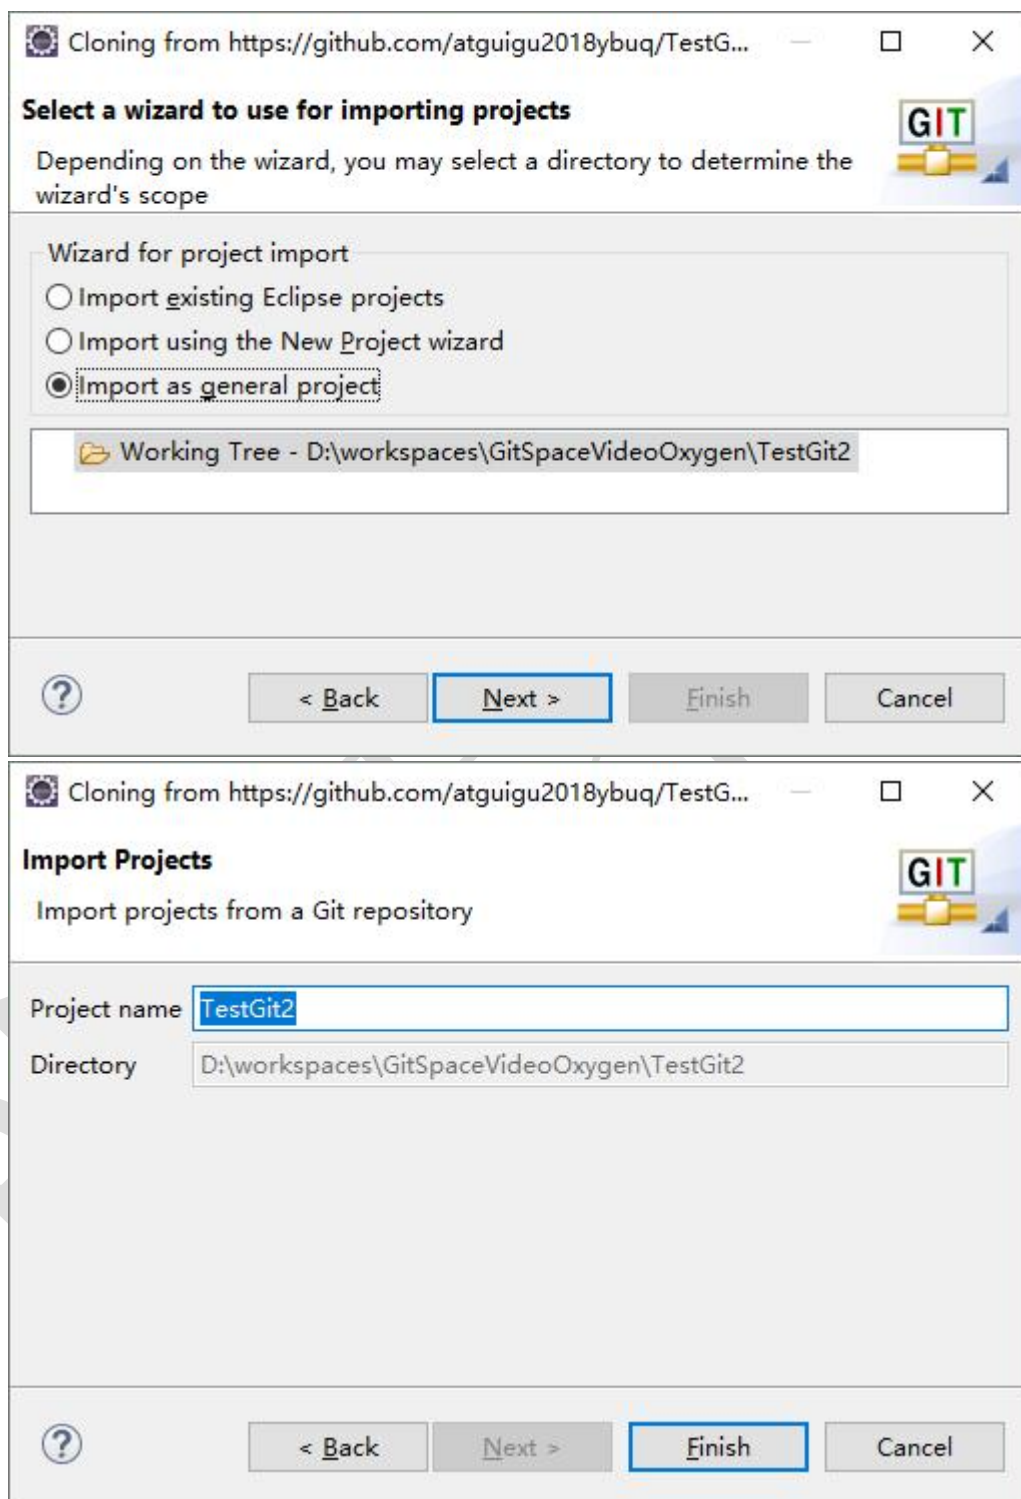 Cloning from https://github.com/atguigu2018ybuq/TestG...
Select a wizard to use for importing projects
GIT
Depending on the wizard, you may select a directory to determine the
wizard's scope
Wizard for project import
Import existing Eclipse projects
Import using the New Project wizard
Import as general project
Working Tree - D:\workspaces\GitSpaceVideoOxygen\TestGit2
? < Back Next > Finish Cancel
Cloning from https://github.com/atguigu2018ybuq/TestG...
Import Projects
GIT
Import projects from a Git repository
Project name TestGit2
Directory D:\workspaces\GitSpaceVideoOxygen\TestGit2
? < Back Next > Finish Cancel